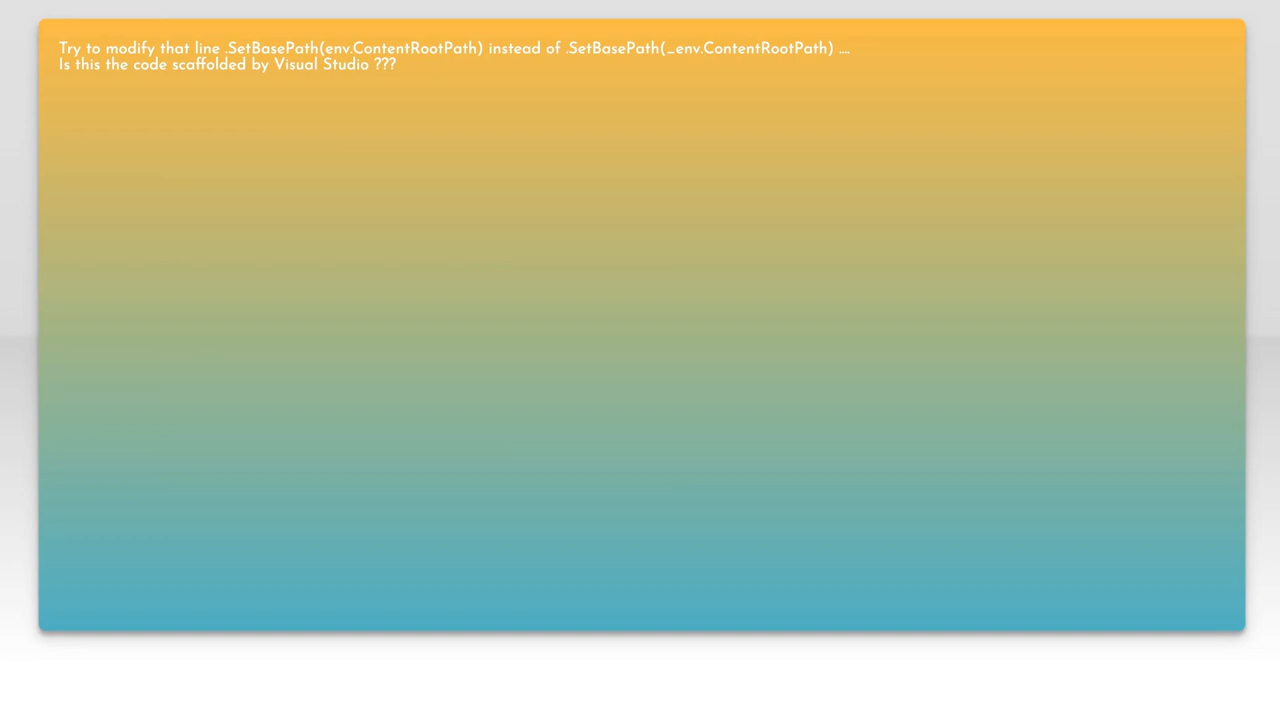 Try to modify that line .SetBasePath(env.ContentRootPath) instead of .SetBasePath(_env.ContentRootPath) ....
Is this the code scaffolded by Visual Studio ???